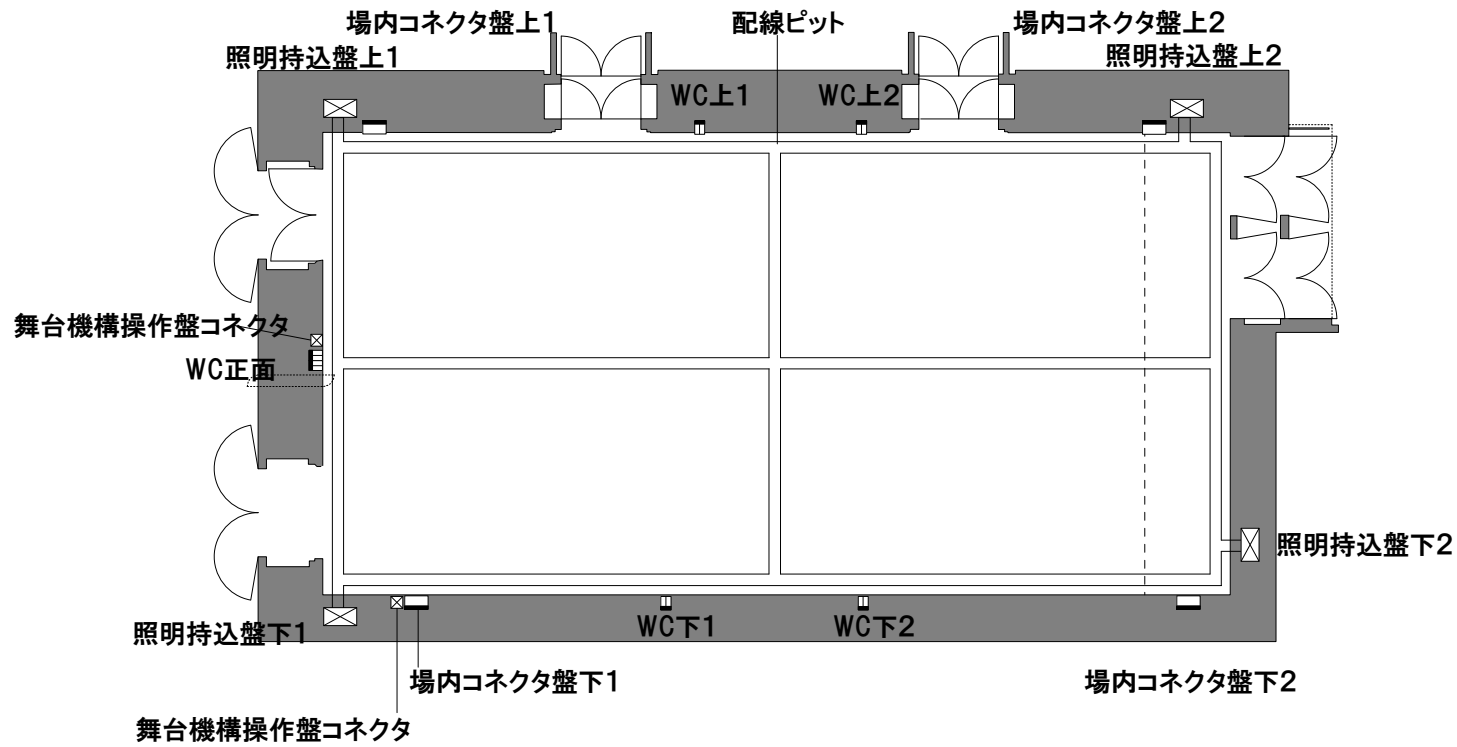 場内コネクタ盤上1
配線ピット
場内コネクタ盤上2
照明持込盤上1
照明持込盤上2
WC上1
WC上2
舞台機構操作盤コネクタ
WC正面
照明持込盤下2
照明持込盤下1
WC下1
WC下2
場内コネクタ盤下1
場内コネクタ盤下2
舞台機構操作盤コネクタ